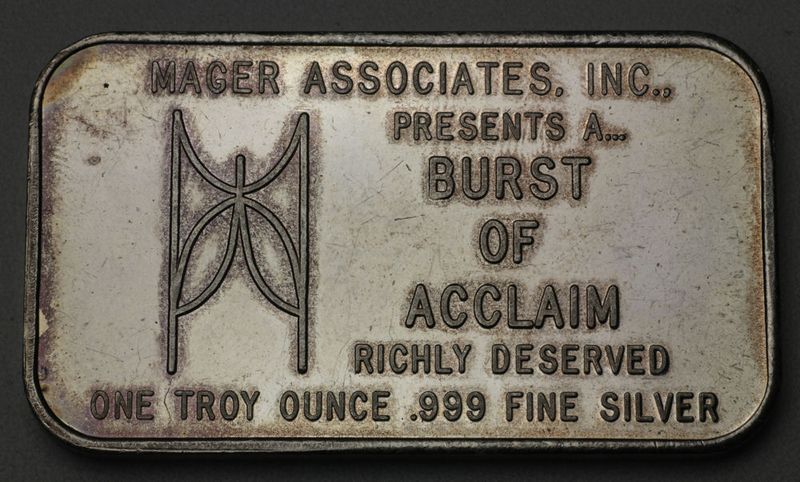 MAGER ASSOCIATES, INC.,
PRESENTS A...
BURST
OF
ACCLAIM
RICHLY DESERVED
ONE TROY OUNCE .999 FINE SILVER